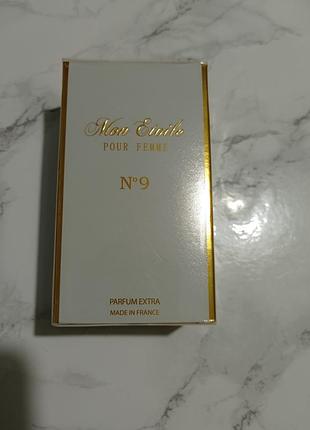 Mon Etoile
POUR FEMME
N°9
PARFUM EXTRA
MADE IN FRANCE